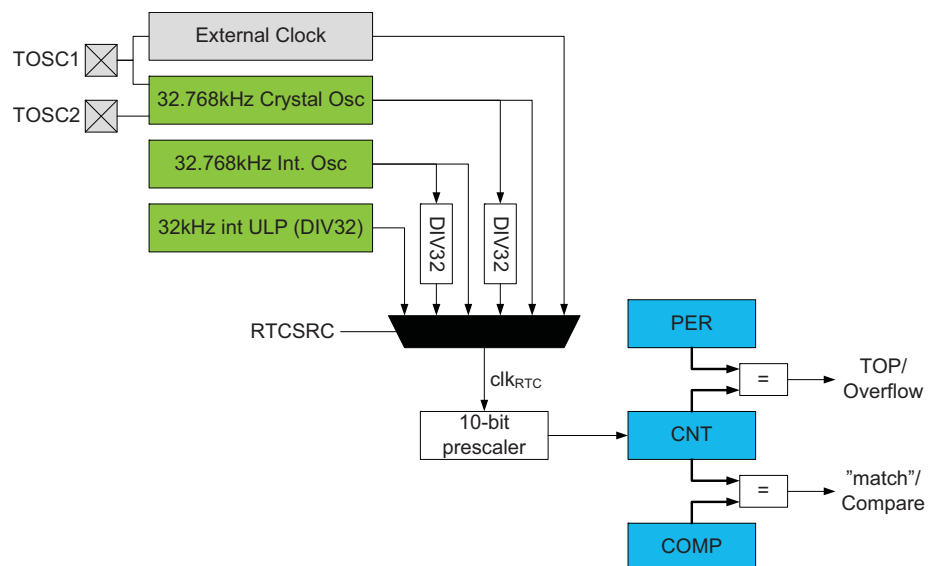 External Clock
TOSC1
32.768kHz Crystal Osc
TOSC2
32.768kHz Int. Osc
32kHz int ULP (DIV32)
DIV32
DIV32
RTCSRC
PER
clkRTC
=
TOP/
Overflow
10-bit
prescaler
CNT
=
”match”/
Compare
COMP